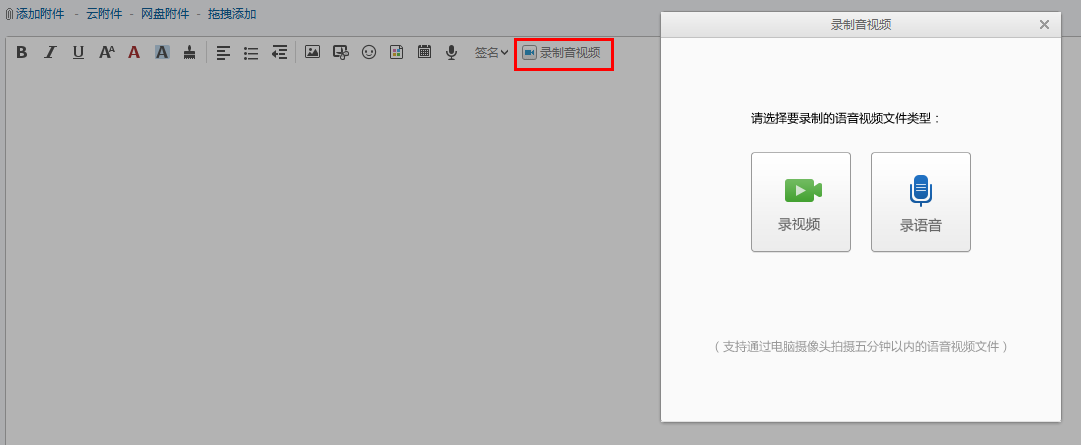 添加附件 - 云附件 - 网盘附件 - 拖拽添加
B I U AA A A 签名 录制音视频
录制音视频
请选择要录制的语音视频文件类型：
录视频 录语音
（支持通过电脑摄像头拍摄五分钟以内的语音视频文件）